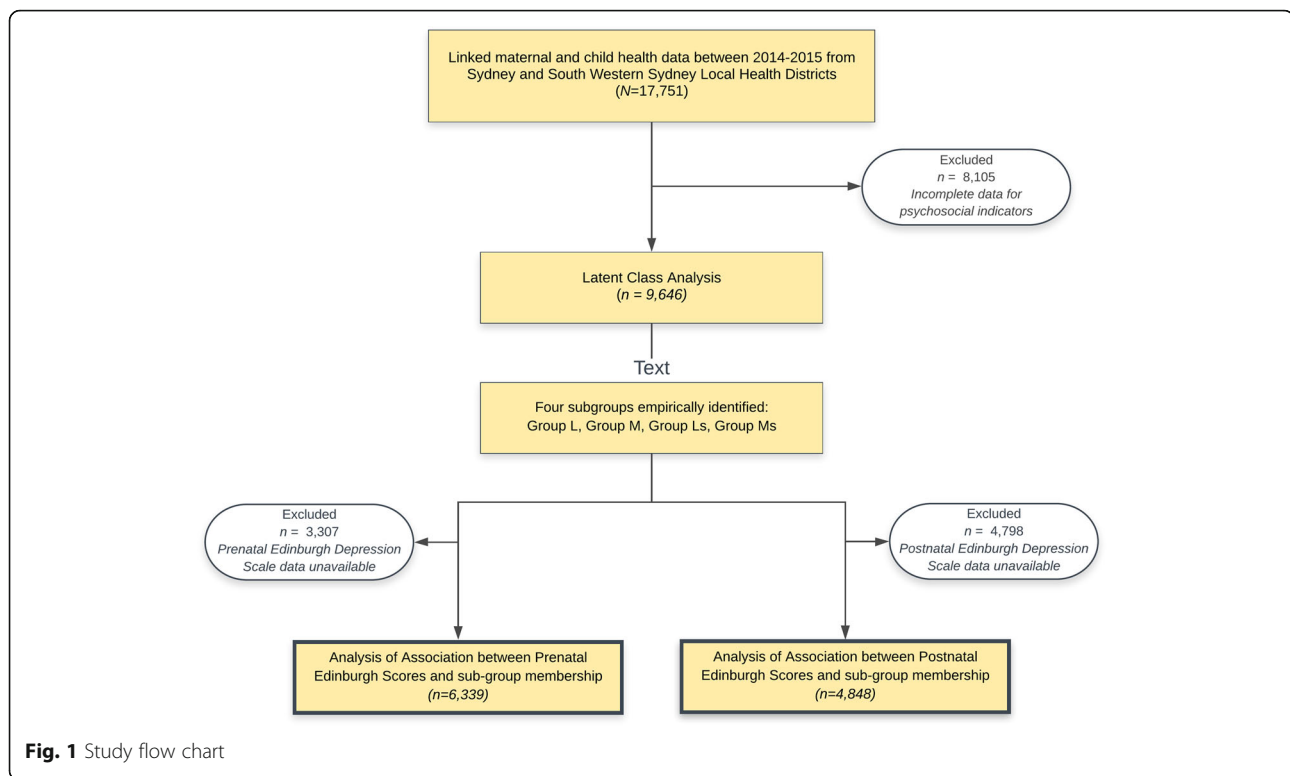 Linked maternal and child health data between 2014-2015 from
Sydney and South Western Sydney Local Health Districts
(N=17,751)
Excluded
n = 8,105
Incomplete data for
psychosocial indicators
Latent Class Analysis
(n = 9,646)
Text
Four subgroups empirically identified:
Group L, Group M, Group Ls, Group Ms
Excluded
n = 3,307
Prenatal Edinburgh Depression
Scale data unavailable
Excluded
n = 4,798
Postnatal Edinburgh Depression
Scale data unavailable
Analysis of Association between Prenatal
Edinburgh Scores and sub-group membership
(n=6,339)
Analysis of Association between Postnatal
Edinburgh Scores and sub-group membership
(n=4,848)
Fig. 1 Study flow chart